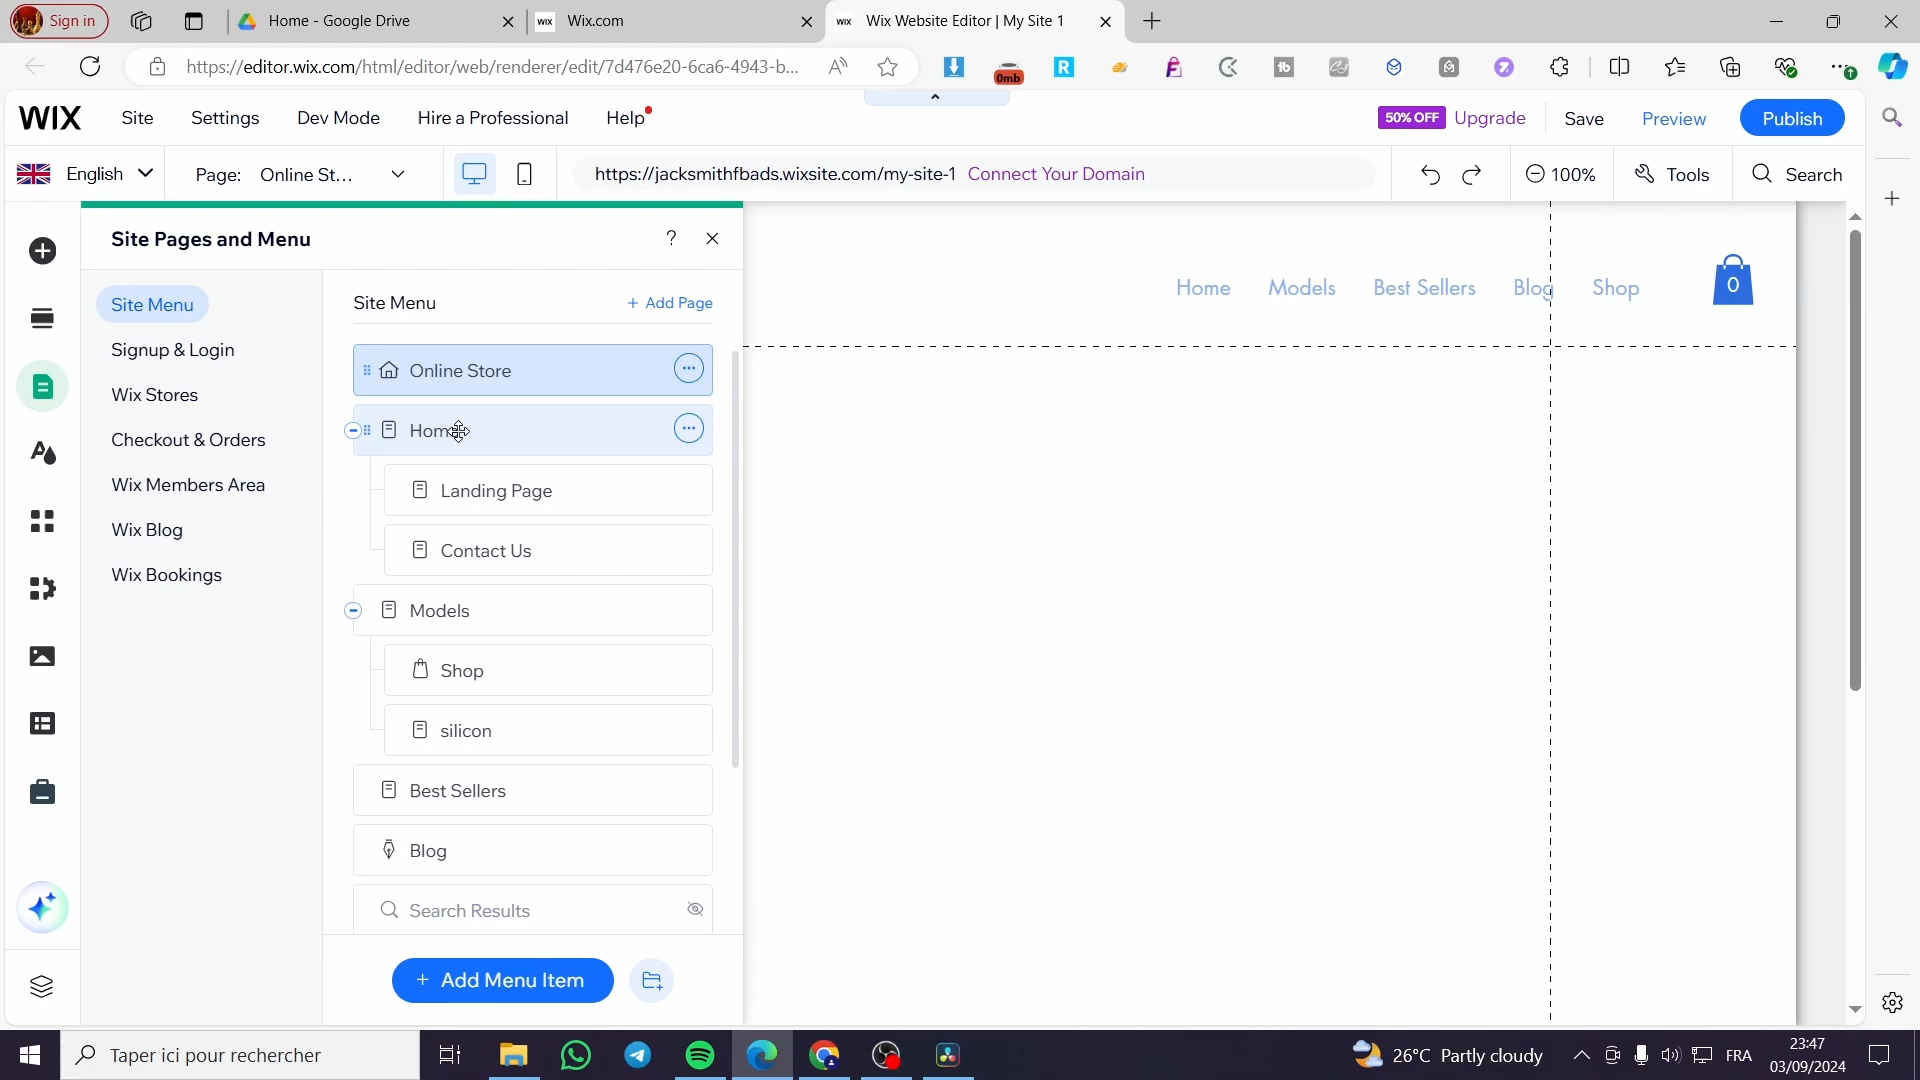 Sign in
Home - Google Drive
WIX
Wix.com
WIX
Wix Website Editor | My Site 1
https://editor.wix.com/html/editor/web/renderer/edit/7d476e20-6ca6-4943-b...
0mb
WIX
Site
Settings
Dev Mode
Hire a Professional
Help
50% OFF
Upgrade
Save
Preview
Publish
English
Page: Online St...
https://jacksmithfbads.wixsite.com/my-site-1
Connect Your Domain
100%
Tools
Search
Site Pages and Menu
?
Site Menu
Signup & Login
Wix Stores
Checkout & Orders
Wix Members Area
Wix Blog
Wix Bookings
Site Menu
+ Add Page
Online Store
Home
Landing Page
Contact Us
Models
Shop
silicon
Best Sellers
Blog
Search Results
+ Add Menu Item
Home
Models
Best Sellers
Blog
Shop
0
Taper ici pour rechercher
26°C Partly cloudy
FRA
23:47
03/09/2024